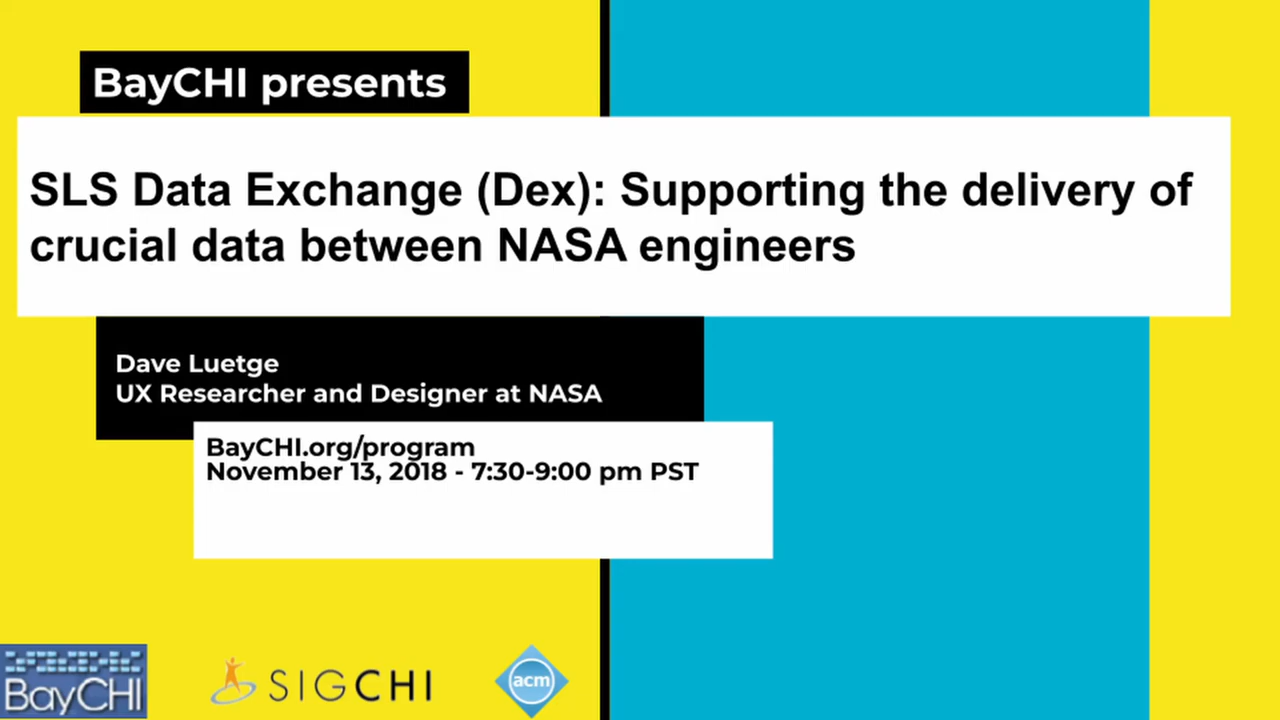 BayCHI presents
SLS Data Exchange (Dex): Supporting the delivery of
crucial data between NASA engineers
Dave Luetge
UX Researcher and Designer at NASA
BayCHI.org/program
November 13, 2018 - 7:30-9:00 pm PST
BayCHI
SIGCHI
acm